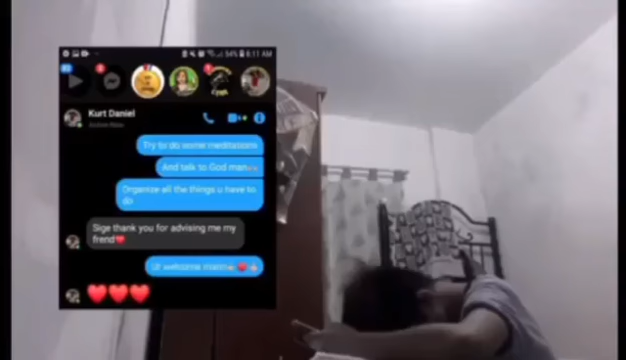 54% 6:11 AM
Kurt Daniel
Active Now
Try to do some meditations
And talk to God man
Organize all the things u have to
do
Sige thank you for advising me my
frend❤
Ur welcome
❤❤❤